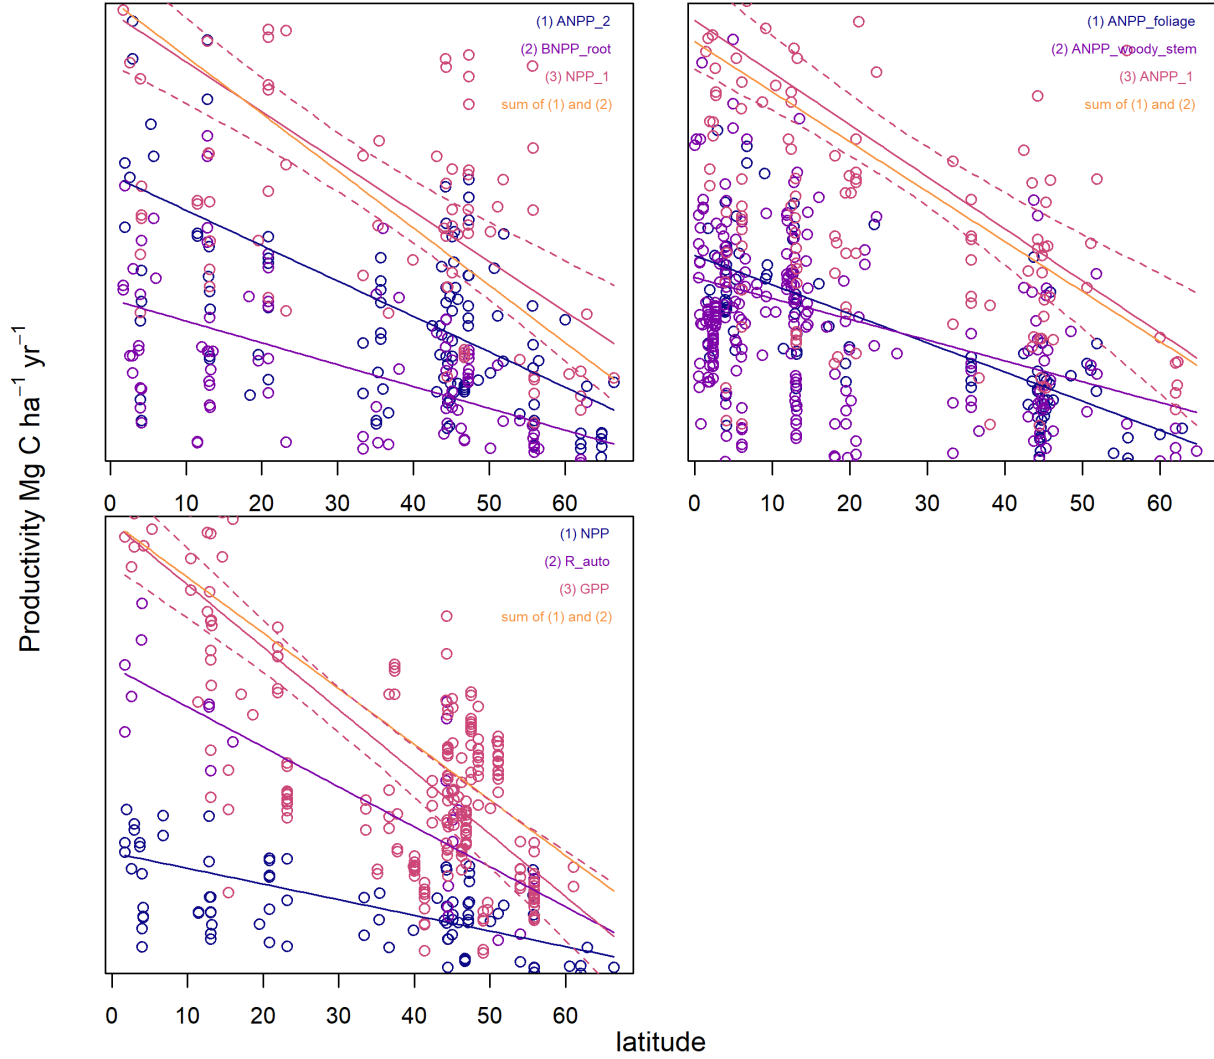 (1) ANPP_2
(2) BNPP_root
(3) NPP_1
sum of (1) and (2)
0 10 20 30 40 50 60
(1) ANPP_foliage
(2) ANPP_woody_stem
(3) ANPP_1
sum of (1) and (2)
0 10 20 30 40 50 60
(1) NPP
(2) R_auto
(3) GPP
sum of (1) and (2)
0 10 20 30 40 50 60
Productivity Mg C ha⁻¹ yr⁻¹
latitude